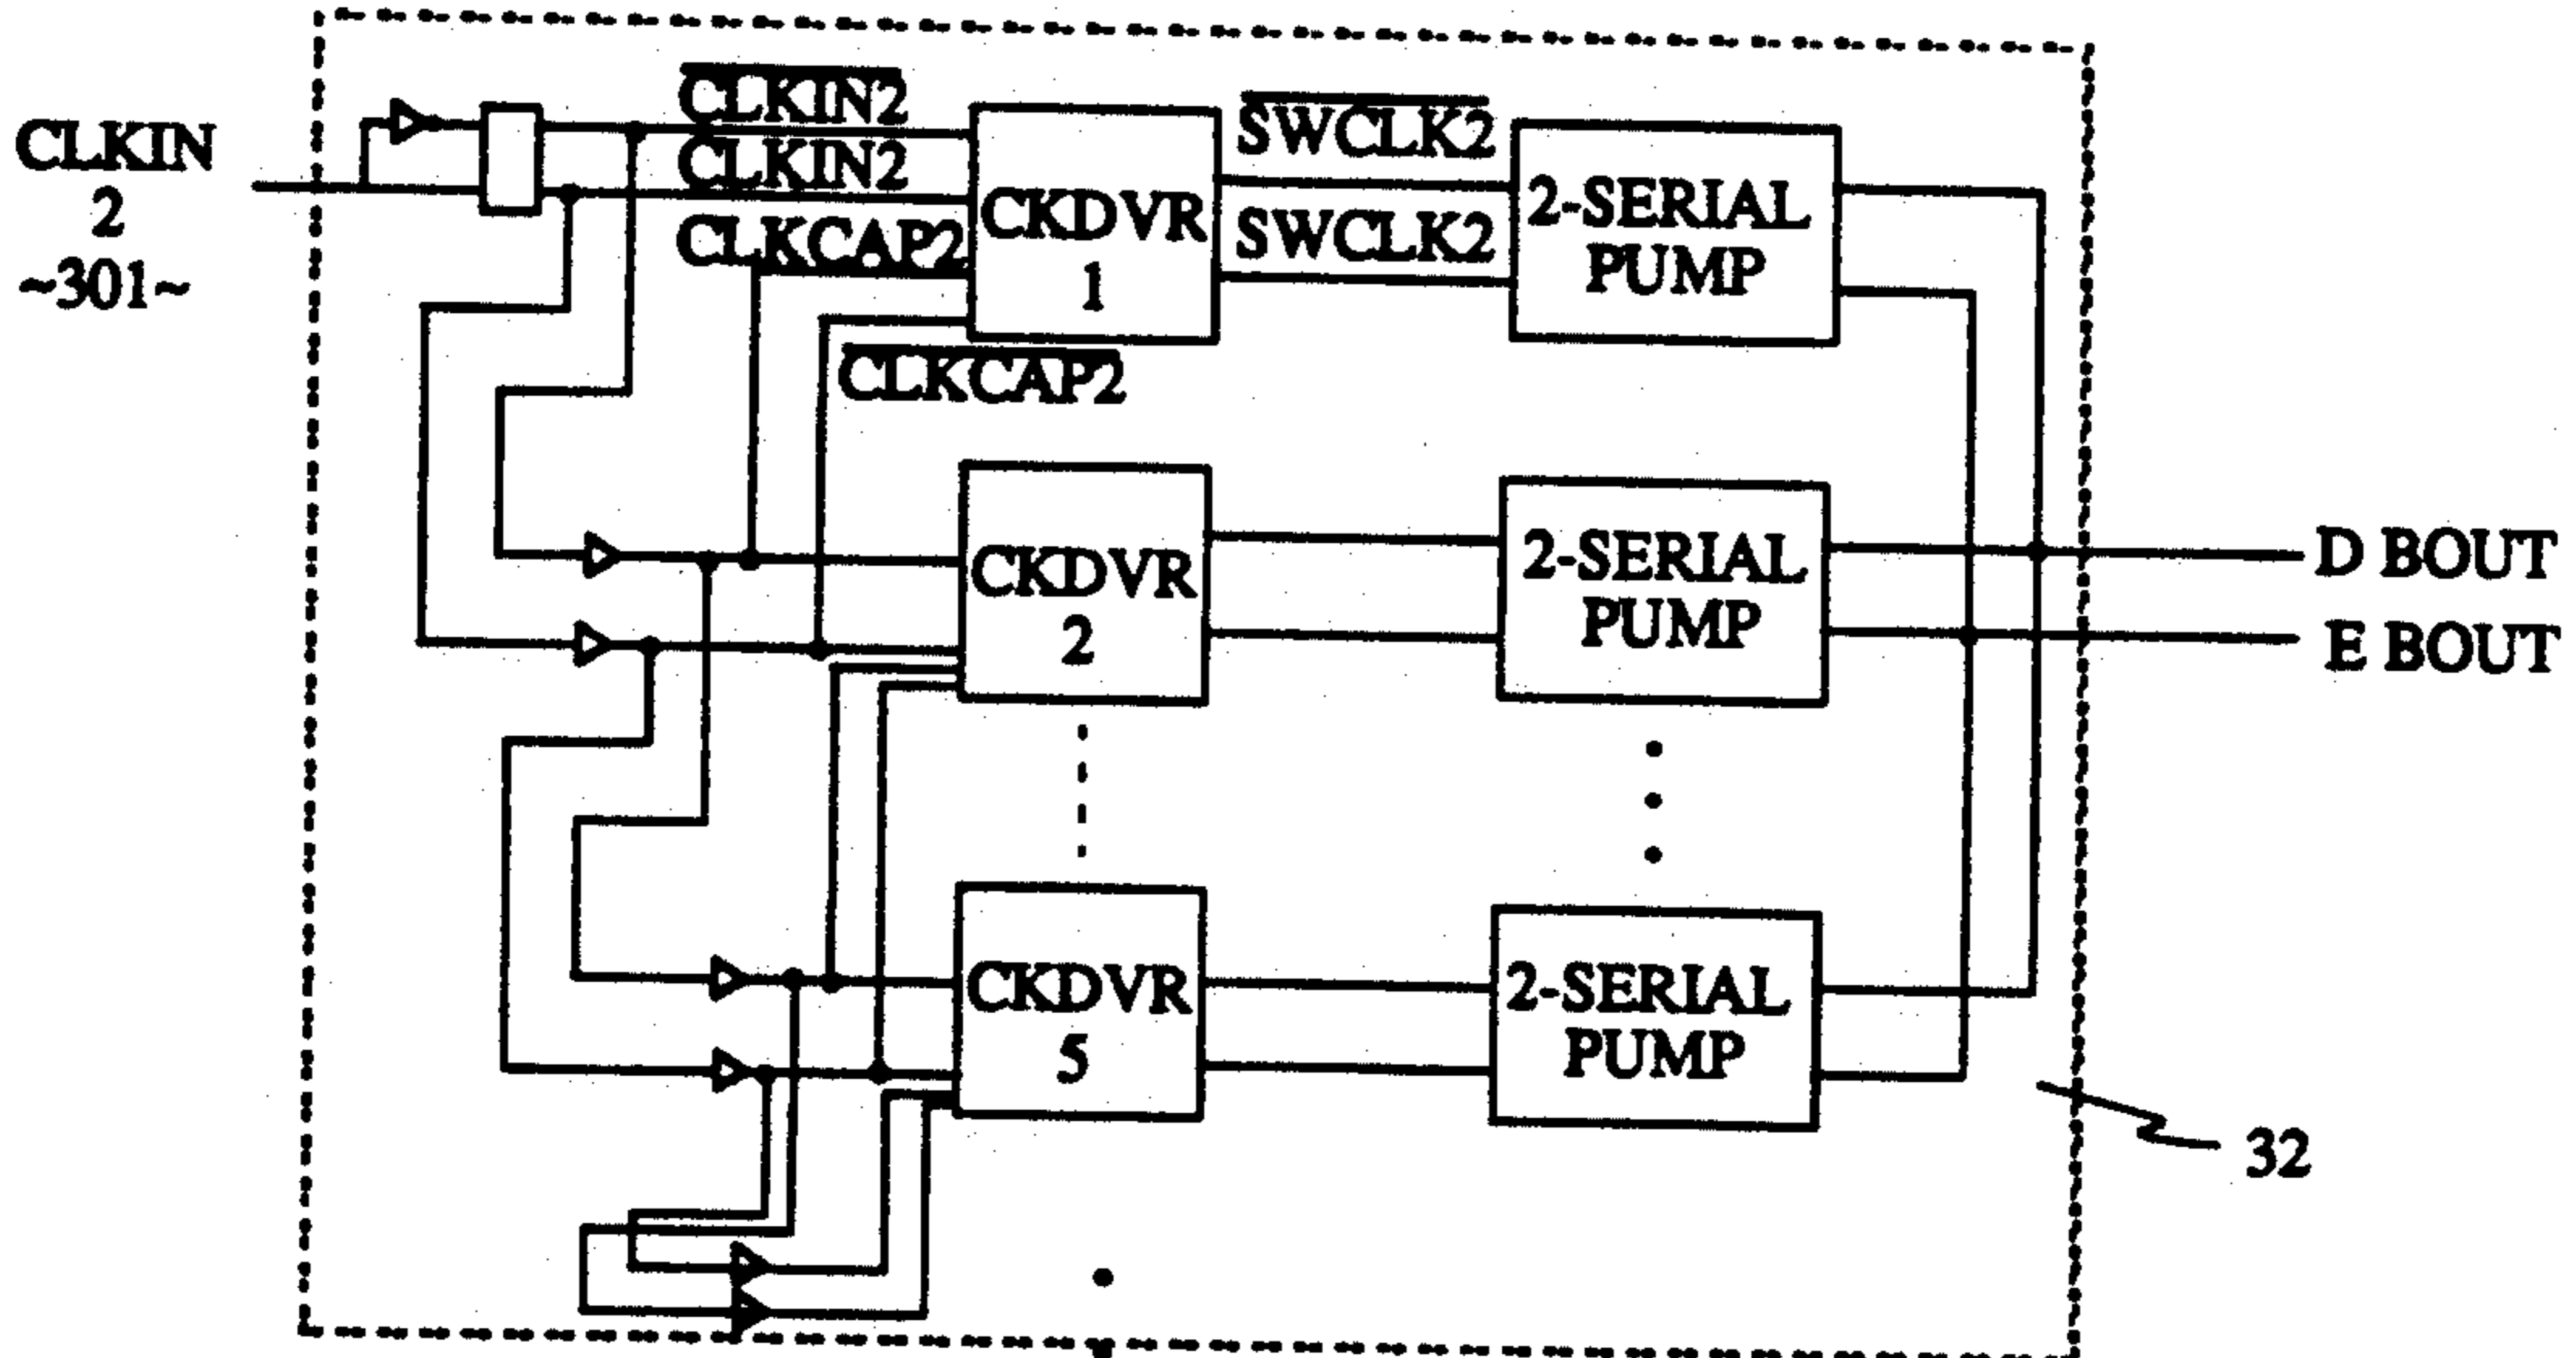 CLKIN
2
~301~
CLKIN2
CLKIN2
CLKCAP2
CLKCAP2
CKDVR
1
SWCLK2
SWCLK2
2-SERIAL
PUMP
CKDVR
2
2-SERIAL
PUMP
D BOUT
E BOUT
CKDVR
5
2-SERIAL
PUMP
32